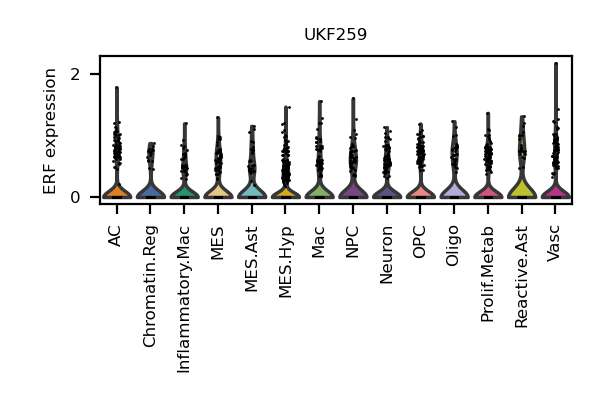 UKF259
ERF expression
2
0
AC
Chromatin.Reg
Inflammatory.Mac
MES
MES.Ast
MES.Hyp
Mac
NPC
Neuron
OPC
Oligo
Prolif.Metab
Reactive.Ast
Vasc